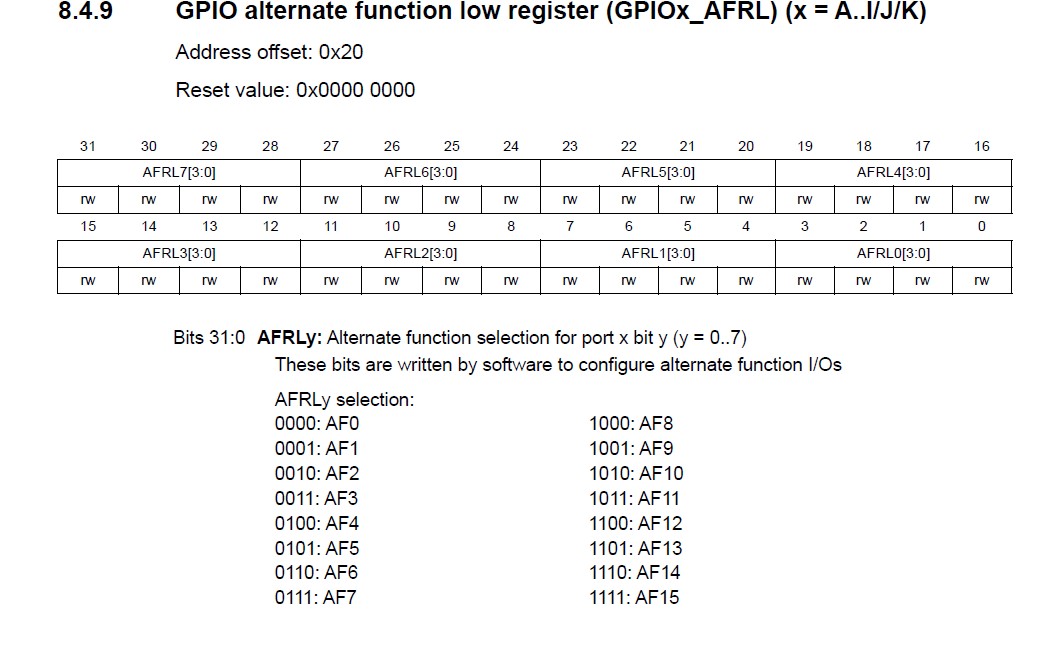 8.4.9 GPIO alternate function low register (GPIOx_AFRL) (x = A..I/J/K)
Address offset: 0x20
Reset value: 0x0000 0000
31 30 29 28 27 26 25 24 23 22 21 20 19 18 17 16
AFRL7[3:0] AFRL6[3:0] AFRL5[3:0] AFRL4[3:0]
rw rw rw rw rw rw rw rw rw rw rw rw rw rw rw rw
15 14 13 12 11 10 9 8 7 6 5 4 3 2 1 0
AFRL3[3:0] AFRL2[3:0] AFRL1[3:0] AFRL0[3:0]
rw rw rw rw rw rw rw rw rw rw rw rw rw rw rw rw
Bits 31:0 AFRLy: Alternate function selection for port x bit y (y = 0..7)
These bits are written by software to configure alternate function I/Os
AFRLy selection:
0000: AF0 1000: AF8
0001: AF1 1001: AF9
0010: AF2 1010: AF10
0011: AF3 1011: AF11
0100: AF4 1100: AF12
0101: AF5 1101: AF13
0110: AF6 1110: AF14
0111: AF7 1111: AF15